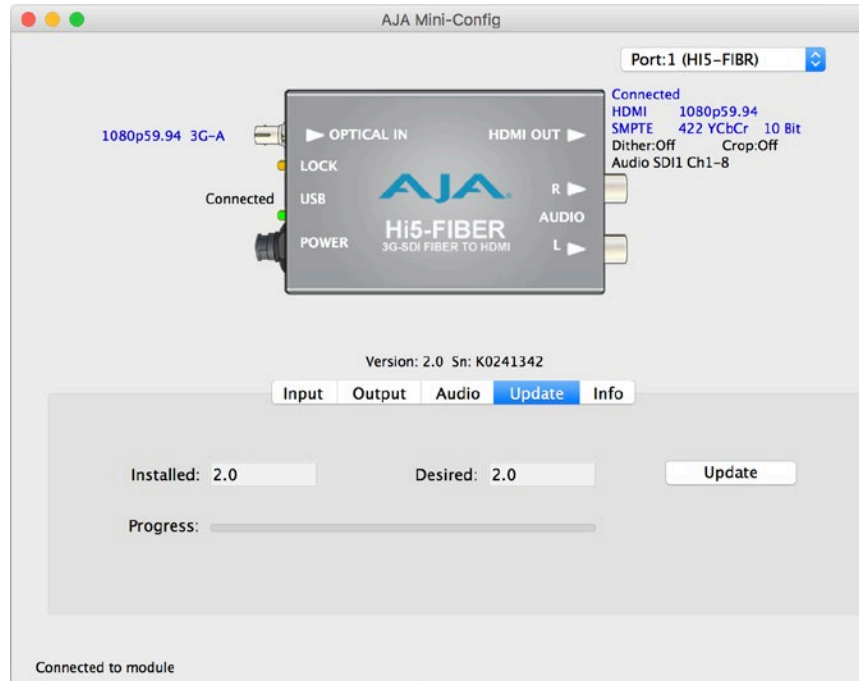 AJA Mini-Config
Port:1 (HI5-FIBR)
Connected
HDMI 1080p59.94
SMPTE 422 YCbCr 10 Bit
Dither:Off Crop:Off
Audio SDI1 Ch1-8
1080p59.94 3G-A
Connected
OPTICAL IN
HDMI OUT
LOCK
USB
POWER
AJA
R
AUDIO
L
Hi5-FIBER
3G-SDI FIBER TO HDMI
Version: 2.0 Sn: K0241342
Input Output Audio Update Info
Installed: 2.0 Desired: 2.0 Update
Progress:
Connected to module